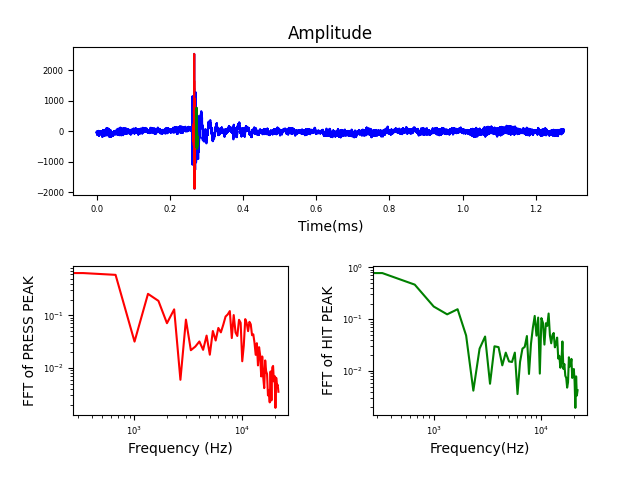 Amplitude
2000
1000
0
−1000
−2000
0.0 0.2 0.4 0.6 0.8 1.0 1.2
Time(ms)
FFT of PRESS PEAK
10⁻¹
10⁻²
10³ 10⁴
Frequency (Hz)
FFT of HIT PEAK
10⁰
10⁻¹
10⁻²
10³ 10⁴
Frequency(Hz)